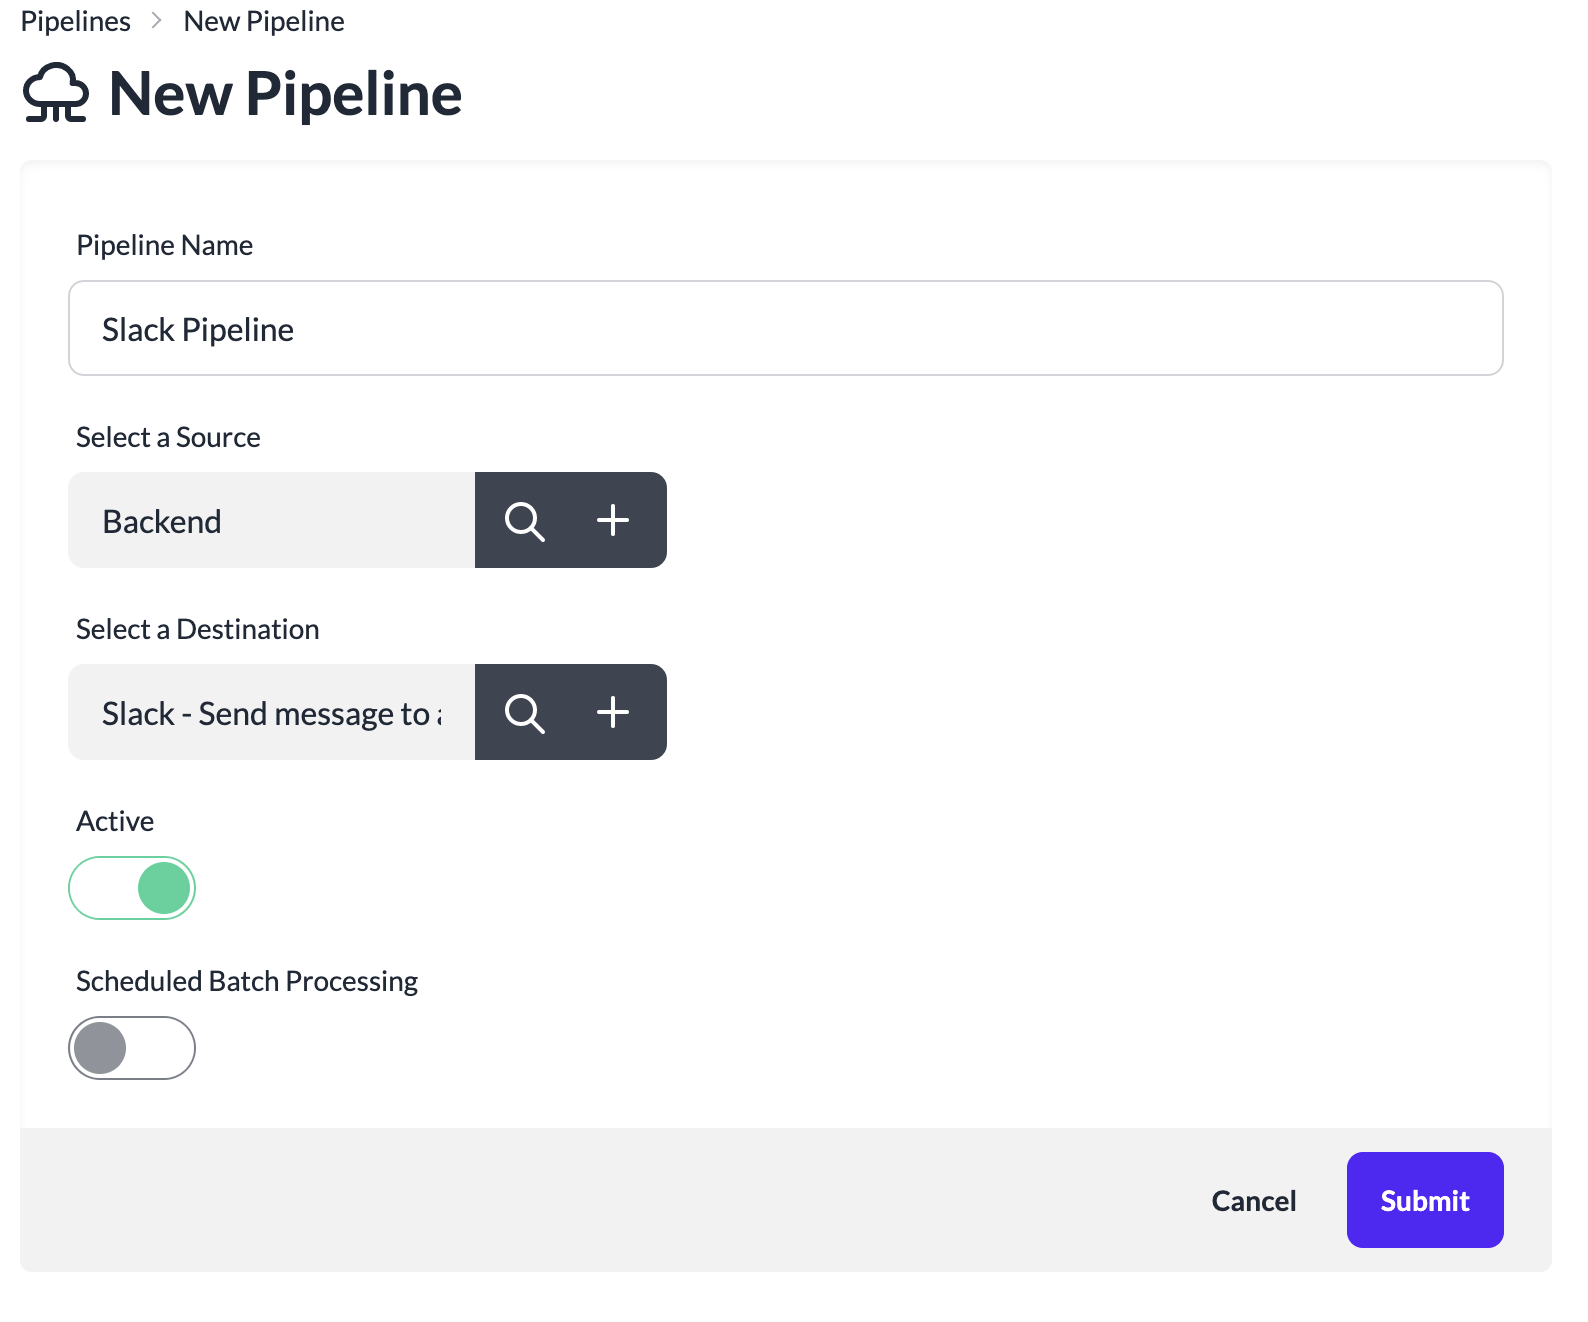 Pipelines > New Pipeline
New Pipeline
Pipeline Name
Slack Pipeline
Select a Source
Backend
Select a Destination
Slack - Send message to
Active
Scheduled Batch Processing
Cancel Submit